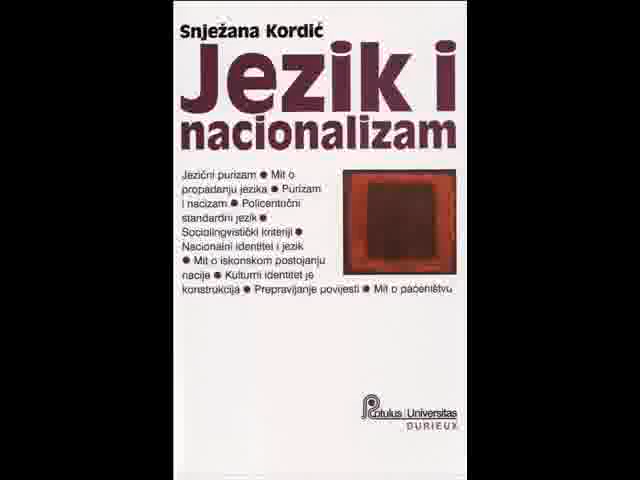 Snježana Kordić
Jezik i
nacionalizam
Jezični purizam ● Mit o
propadanju jezika ● Purizam
i nacizam ● Policentrični
standardni jezik ●
Sociolingvistički kriteriji ●
Nacionalni identitet i jezik
● Mit o iskonskom postojanju
nacije ● Kulturni identitet je
konstrukcija ● Prepravljanje povijesti ● Mit o paćeništvu
Rotulus Universitas
DURIEUX